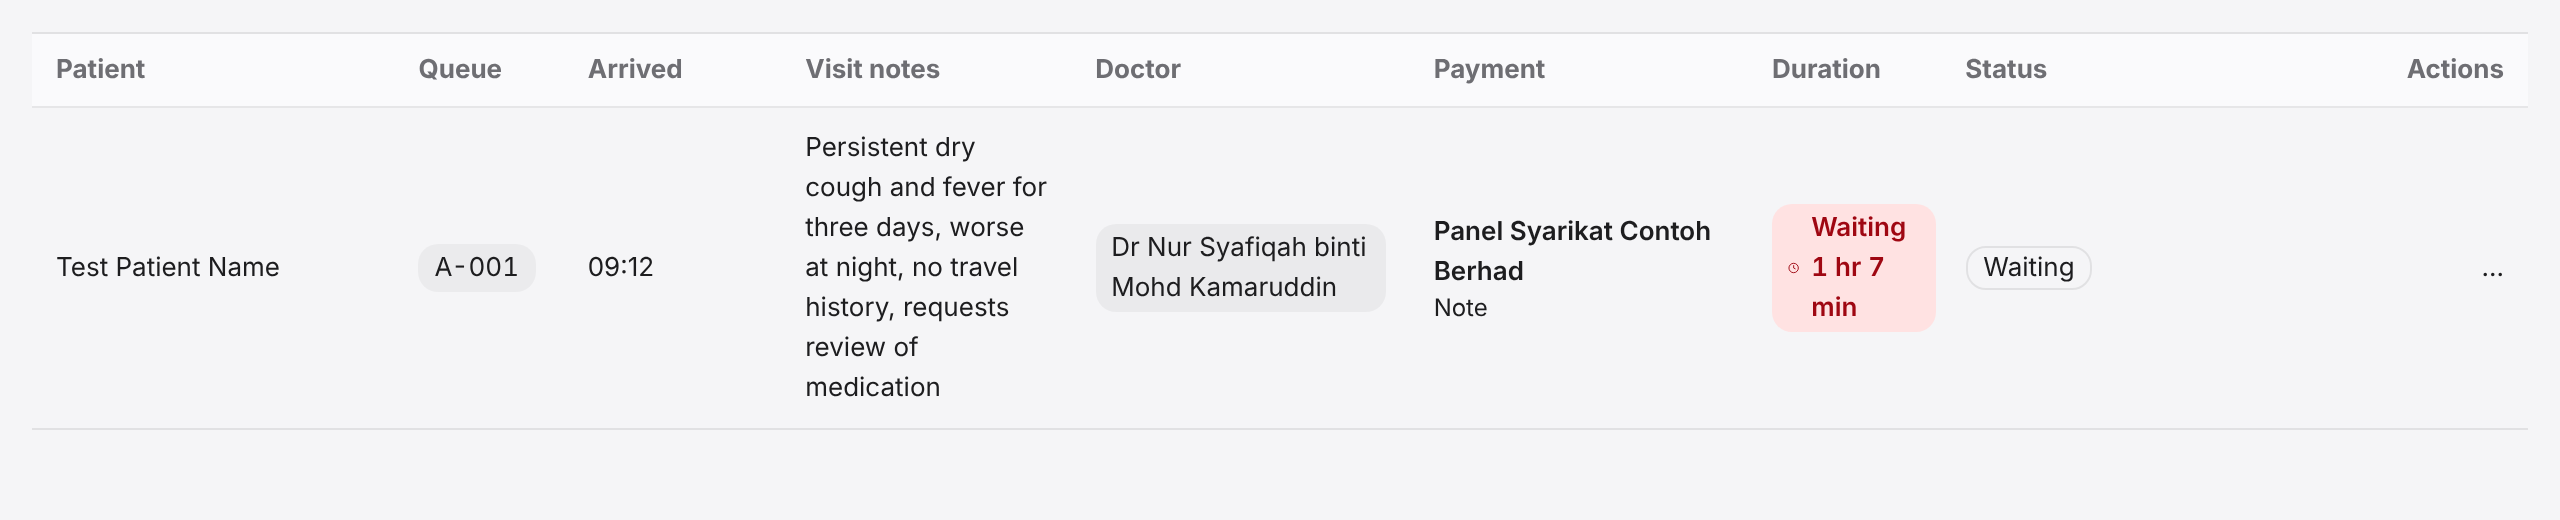 Patient Queue Arrived Visit notes Doctor Payment Duration Status Actions
Test Patient Name
A-001
09:12
Persistent dry
cough and fever for
three days, worse
at night, no travel
history, requests
review of
medication
Dr Nur Syafiqah binti
Mohd Kamaruddin
Panel Syarikat Contoh
Berhad
Note
Waiting
1 hr 7
min
Waiting
...